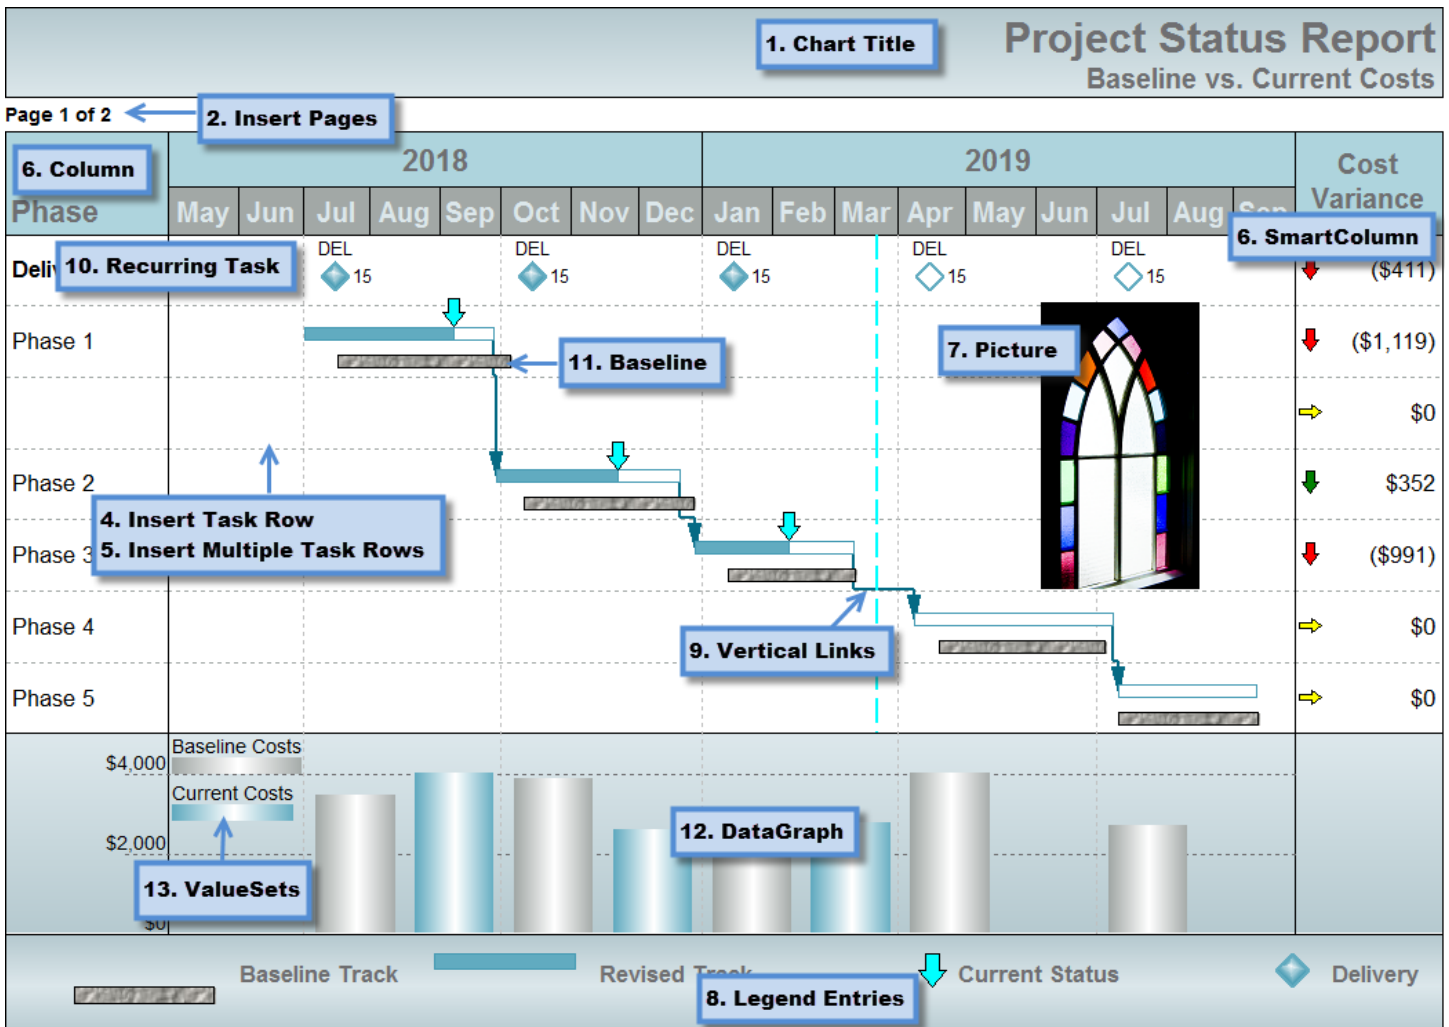 1. Chart Title
Project Status Report
Baseline vs. Current Costs
Page 1 of 2
2. Insert Pages
6. Column
Phase
2018
2019
Cost
Variance
May Jun Jul Aug Sep Oct Nov Dec Jan Feb Mar Apr May Jun Jul Aug Sep
6. SmartColumn
10. Recurring Task
DEL DEL DEL DEL DEL
15 15 15 15 15
($411)
Phase 1
11. Baseline
7. Picture
($1,119)
$0
Phase 2
$352
4. Insert Task Row
5. Insert Multiple Task Rows
Phase 3
($991)
Phase 4
9. Vertical Links
$0
Phase 5
$0
Baseline Costs
$4,000
Current Costs
$2,000
12. DataGraph
13. ValueSets
$0
Baseline Track
Revised Track
Current Status
Delivery
8. Legend Entries